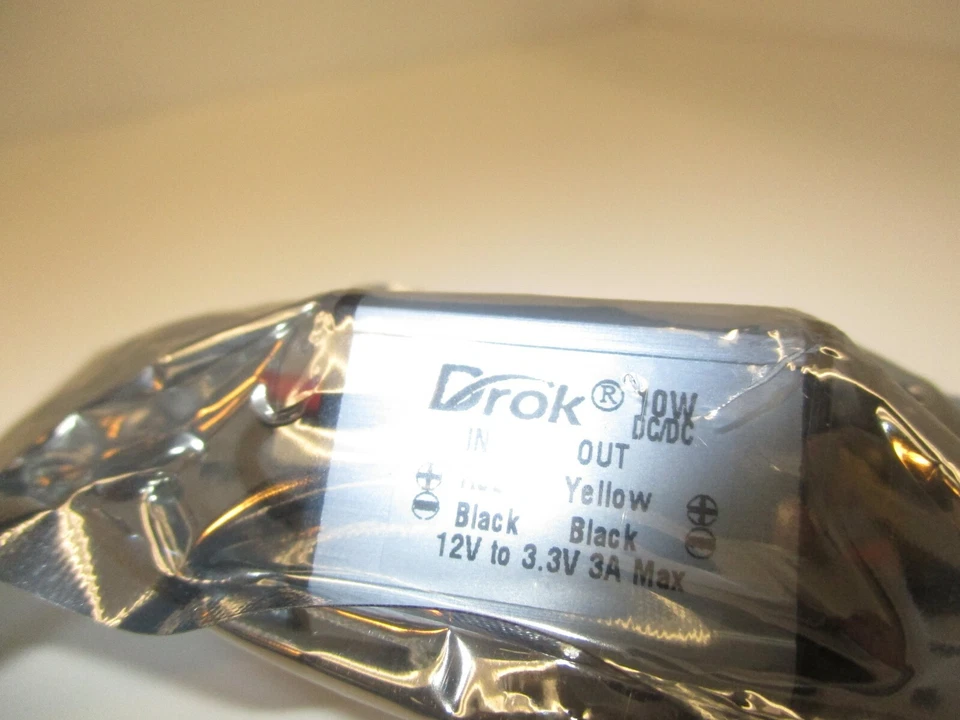 Drok® 10W
DC/DC
IN OUT
⊕ Yellow ⊕
⊖ Black Black ⊖
12V to 3.3V 3A Max